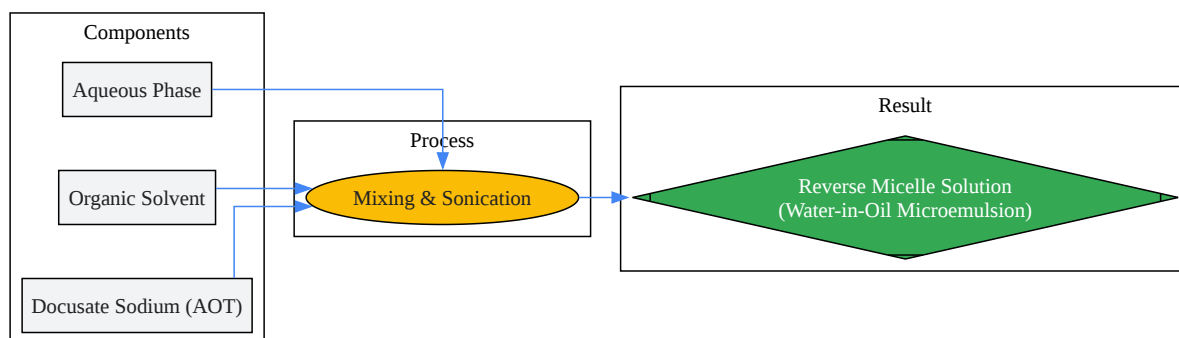 Components
Aqueous Phase
Organic Solvent
Docusate Sodium (AOT)
Process
Mixing & Sonication
Result
Reverse Micelle Solution
(Water-in-Oil Microemulsion)